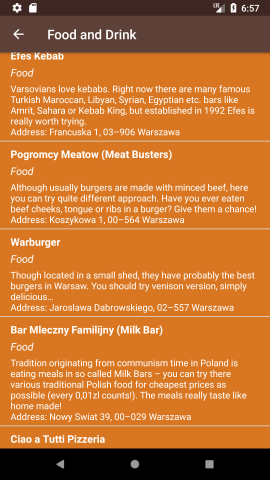 6:57
Food and Drink
Efes Kebab
Food
Varsovians love kebabs. Right now there are many famous
Turkish Maroccan, Libyan, Syrian, Egyptian etc. bars like
Amrit, Sahara or Kebab King, but established in 1992 Efes is
really worth trying.
Address: Francuska 1, 03–906 Warszawa
Pogromcy Meatow (Meat Busters)
Food
Although usually burgers are made with minced beef, here
you can try quite different approach. Have you ever eaten
beef cheeks, tongue or ribs in a burger? Give them a chance!
Address: Koszykowa 1, 00–564 Warszawa
Warburger
Food
Though located in a small shed, they have probably the best
burgers in Warsaw. You should try venison version, simply
delicious...
Address: Jaroslawa Dabrowskiego, 02–557 Warszawa
Bar Mleczny Familijny (Milk Bar)
Food
Tradition originating from communism time in Poland is
eating meals in so called Milk Bars – you can try there
various traditional Polish food for cheapest prices as
possible (every 0,01zl counts!). The meals really taste like
home made!
Address: Nowy Swiat 39, 00–029 Warszawa
Ciao a Tutti Pizzeria